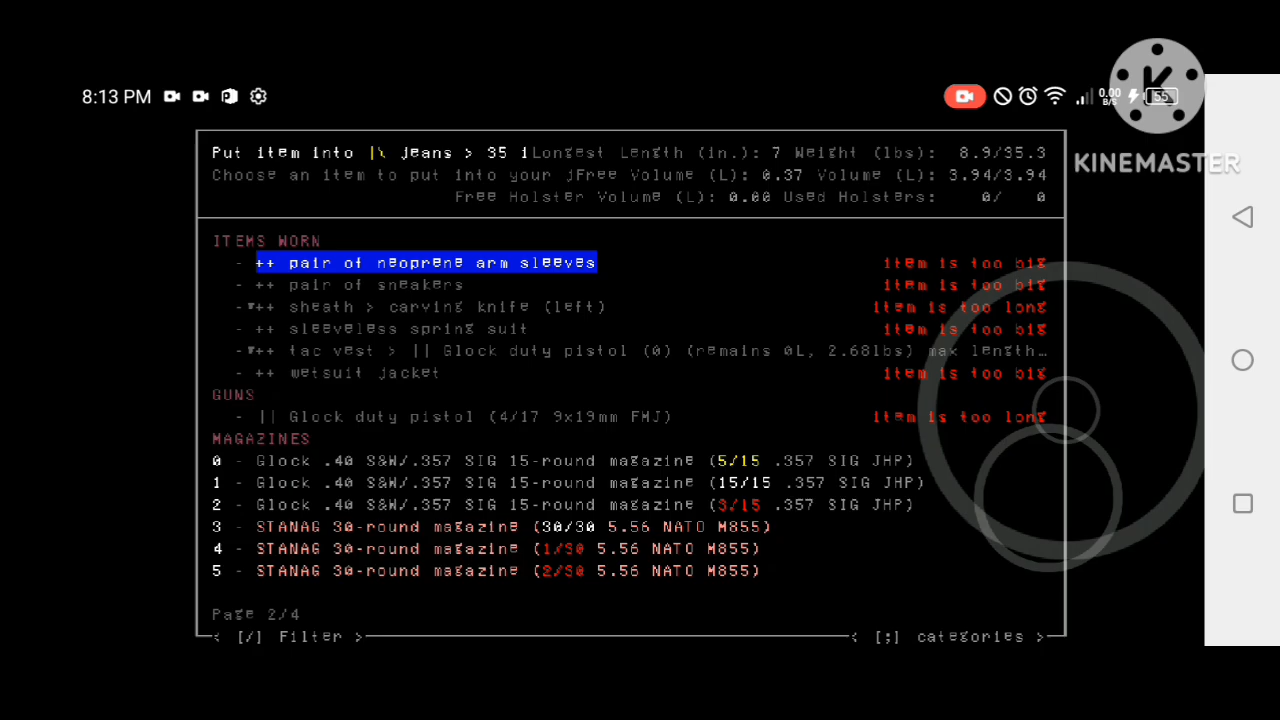 8:13 PM
0.00 B/S
55
KINEMASTER
Put item into |\ jeans > 35 1Longest Length (in.): 7 Weight (lbs): 8.9/35.3
Choose an item to put into your jFree Volume (L): 0.37 Volume (L): 3.94/3.94
Free Holster Volume (L): 0.00 Used Holsters: 0/ 0
ITEMS WORN
- ++ pair of neoprene arm sleeves item is too big
- ++ pair of sneakers item is too big
-▾++ sheath > carving knife (left) item is too long
- ++ sleeveless spring suit item is too big
-▾++ tac vest > || Glock duty pistol (0) (remains 0L, 2.68lbs) max length…
- ++ wetsuit jacket item is too big
GUNS
- || Glock duty pistol (4/17 9x19mm FMJ) item is too long
MAGAZINES
0 - Glock .40 S&W/.357 SIG 15-round magazine (5/15 .357 SIG JHP)
1 - Glock .40 S&W/.357 SIG 15-round magazine (15/15 .357 SIG JHP)
2 - Glock .40 S&W/.357 SIG 15-round magazine (3/15 .357 SIG JHP)
3 - STANAG 30-round magazine (30/30 5.56 NATO M855)
4 - STANAG 30-round magazine (1/30 5.56 NATO M855)
5 - STANAG 30-round magazine (2/30 5.56 NATO M855)
Page 2/4
< [/] Filter > < [;] categories >